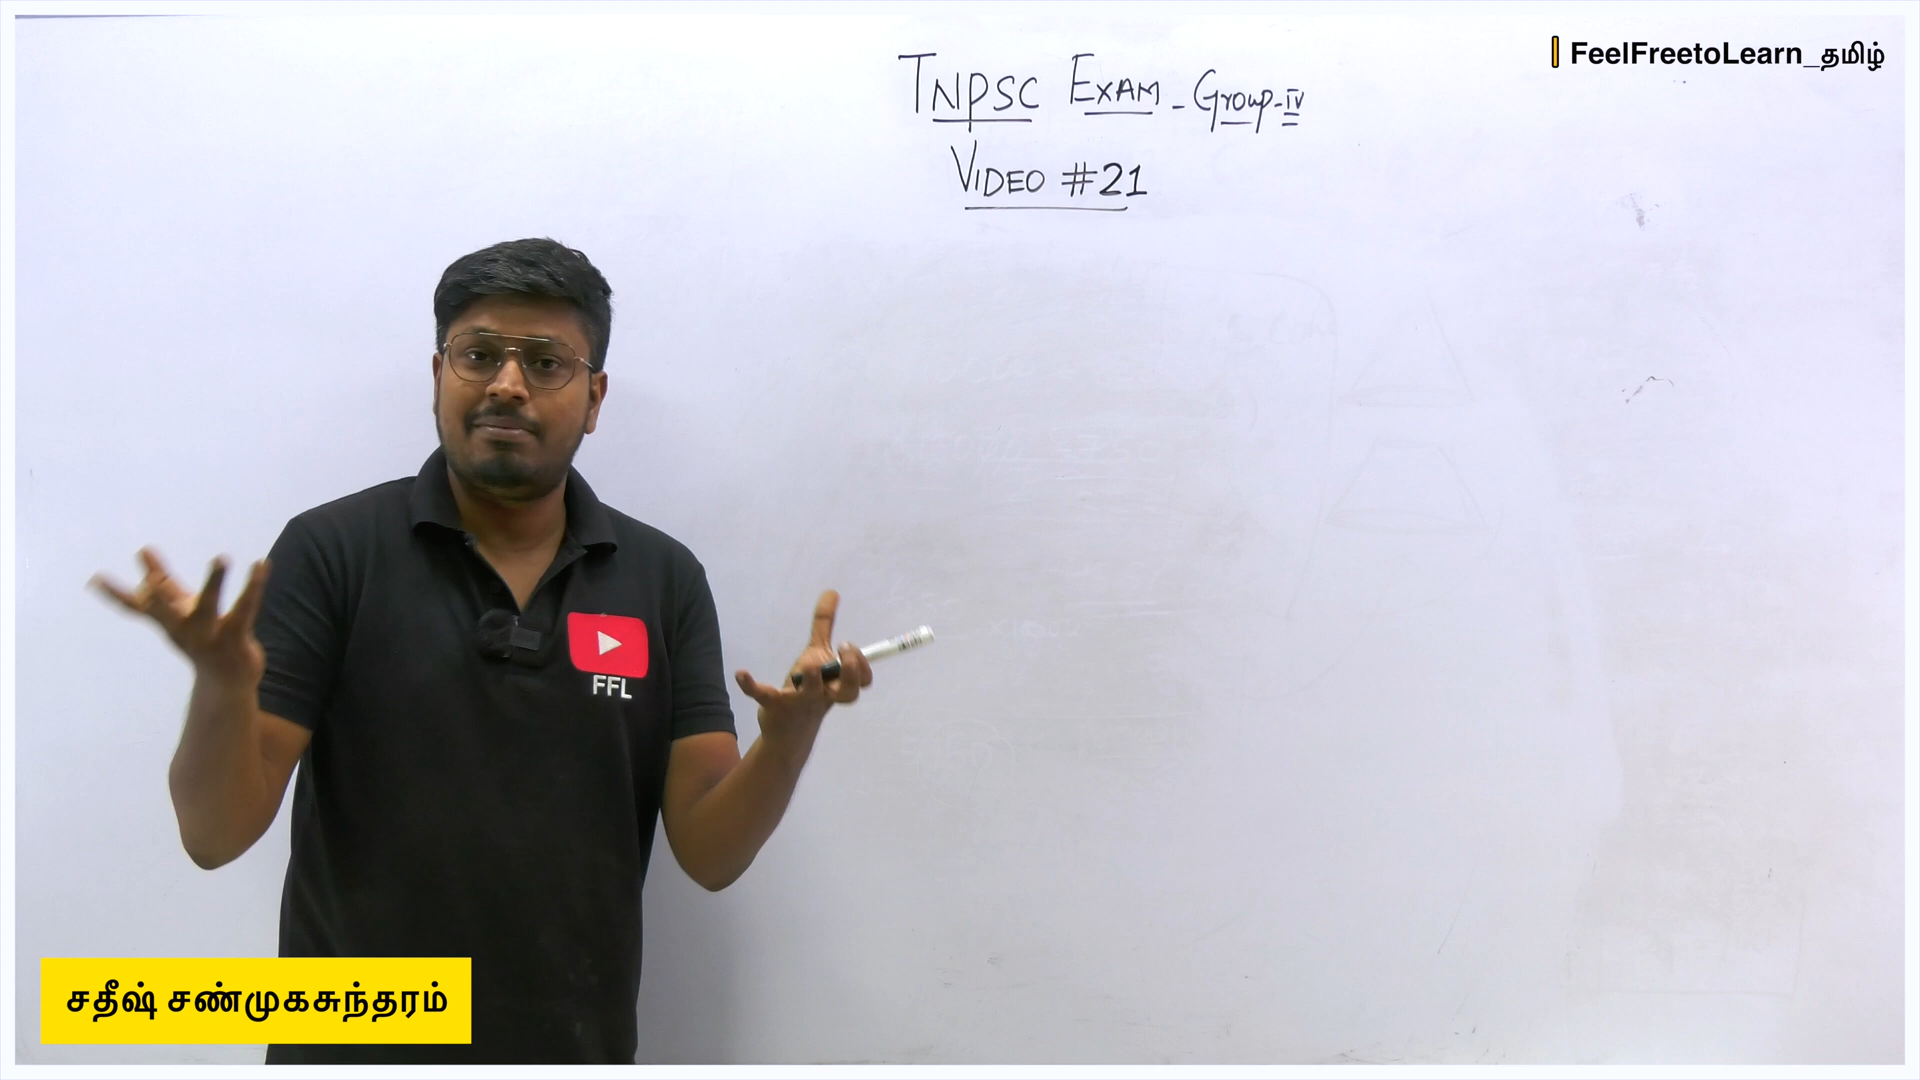 FeelFreetoLearn_தமிழ்
TNPSC EXAM - Group-IV
VIDEO #21
FFL
சதீஷ் சண்முகசுந்தரம்